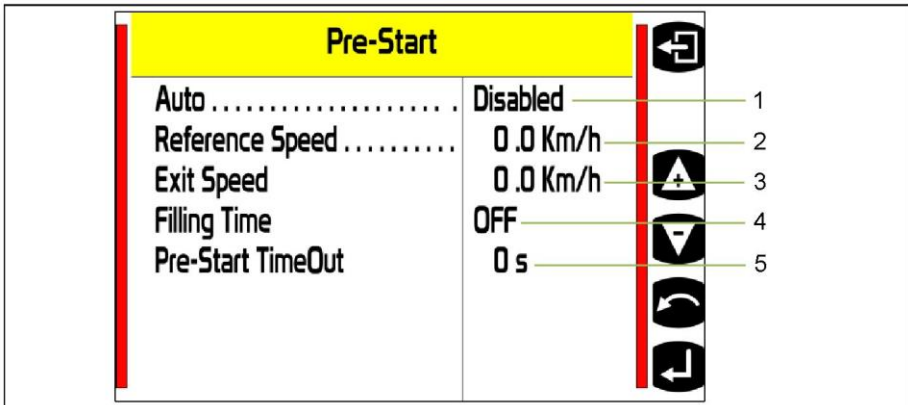 Pre-Start
Auto ...................... Disabled 1
Reference Speed .......... 0 .0 Km/h 2
Exit Speed 0 .0 Km/h 3
+
Filling Time OFF 4
-
Pre-Start TimeOut 0 s 5